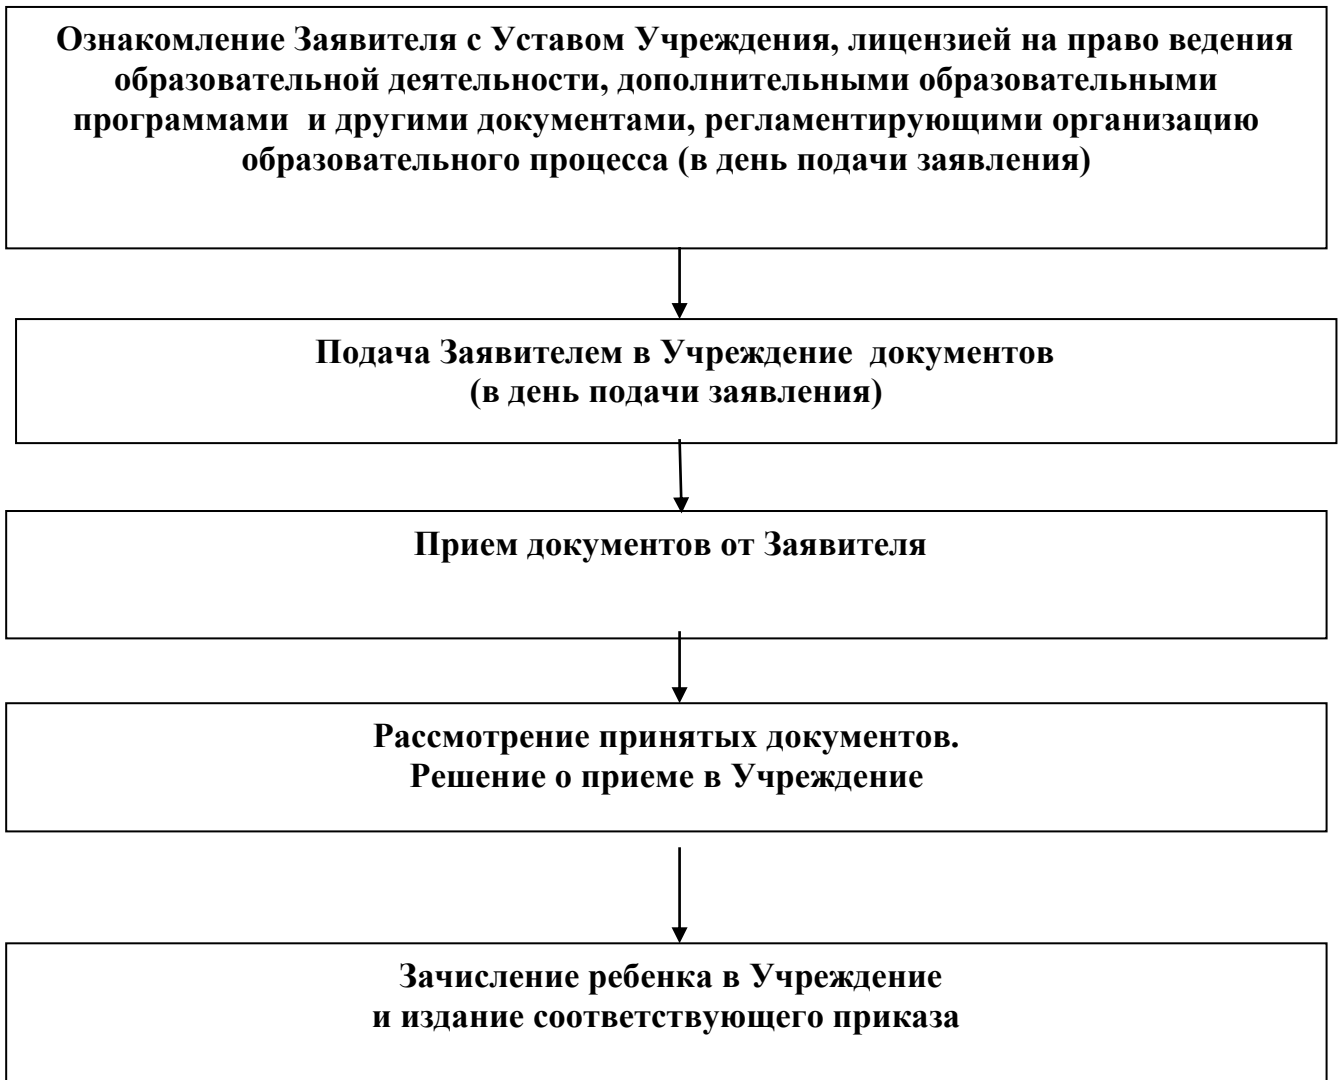 Ознакомление Заявителя с Уставом Учреждения, лицензией на право ведения
образовательной деятельности, дополнительными образовательными
программами и другими документами, регламентирующими организацию
образовательного процесса (в день подачи заявления)
Подача Заявителем в Учреждение документов
(в день подачи заявления)
Прием документов от Заявителя
Рассмотрение принятых документов.
Решение о приеме в Учреждение
Зачисление ребенка в Учреждение
и издание соответствующего приказа